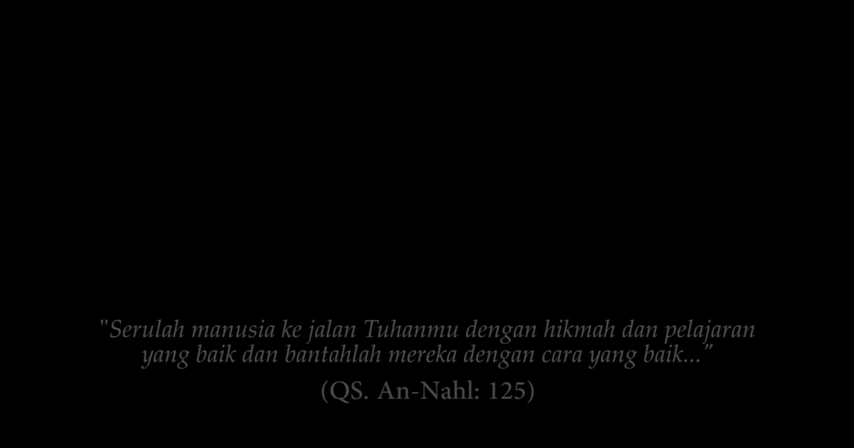 "Serulah manusia ke jalan Tuhanmu dengan hikmah dan pelajaran
yang baik dan bantahlah mereka dengan cara yang baik..."
(QS. An-Nahl: 125)